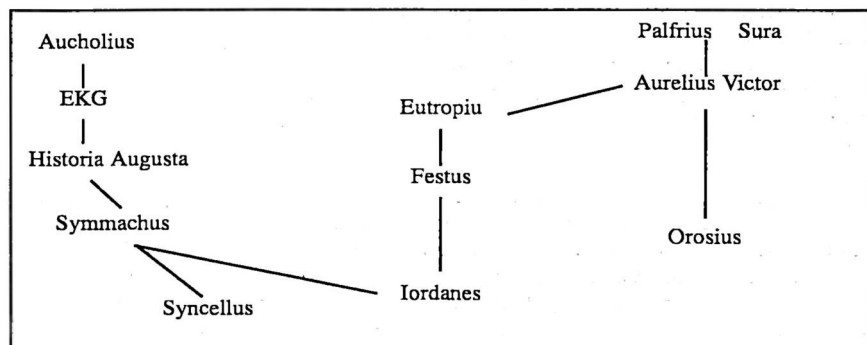 Palfrius Sura
Aucholius
Aurelius Victor
EKG
Eutropiu
Historia Augusta
Festus
Symmachus
Orosius
Iordanes
Syncellus